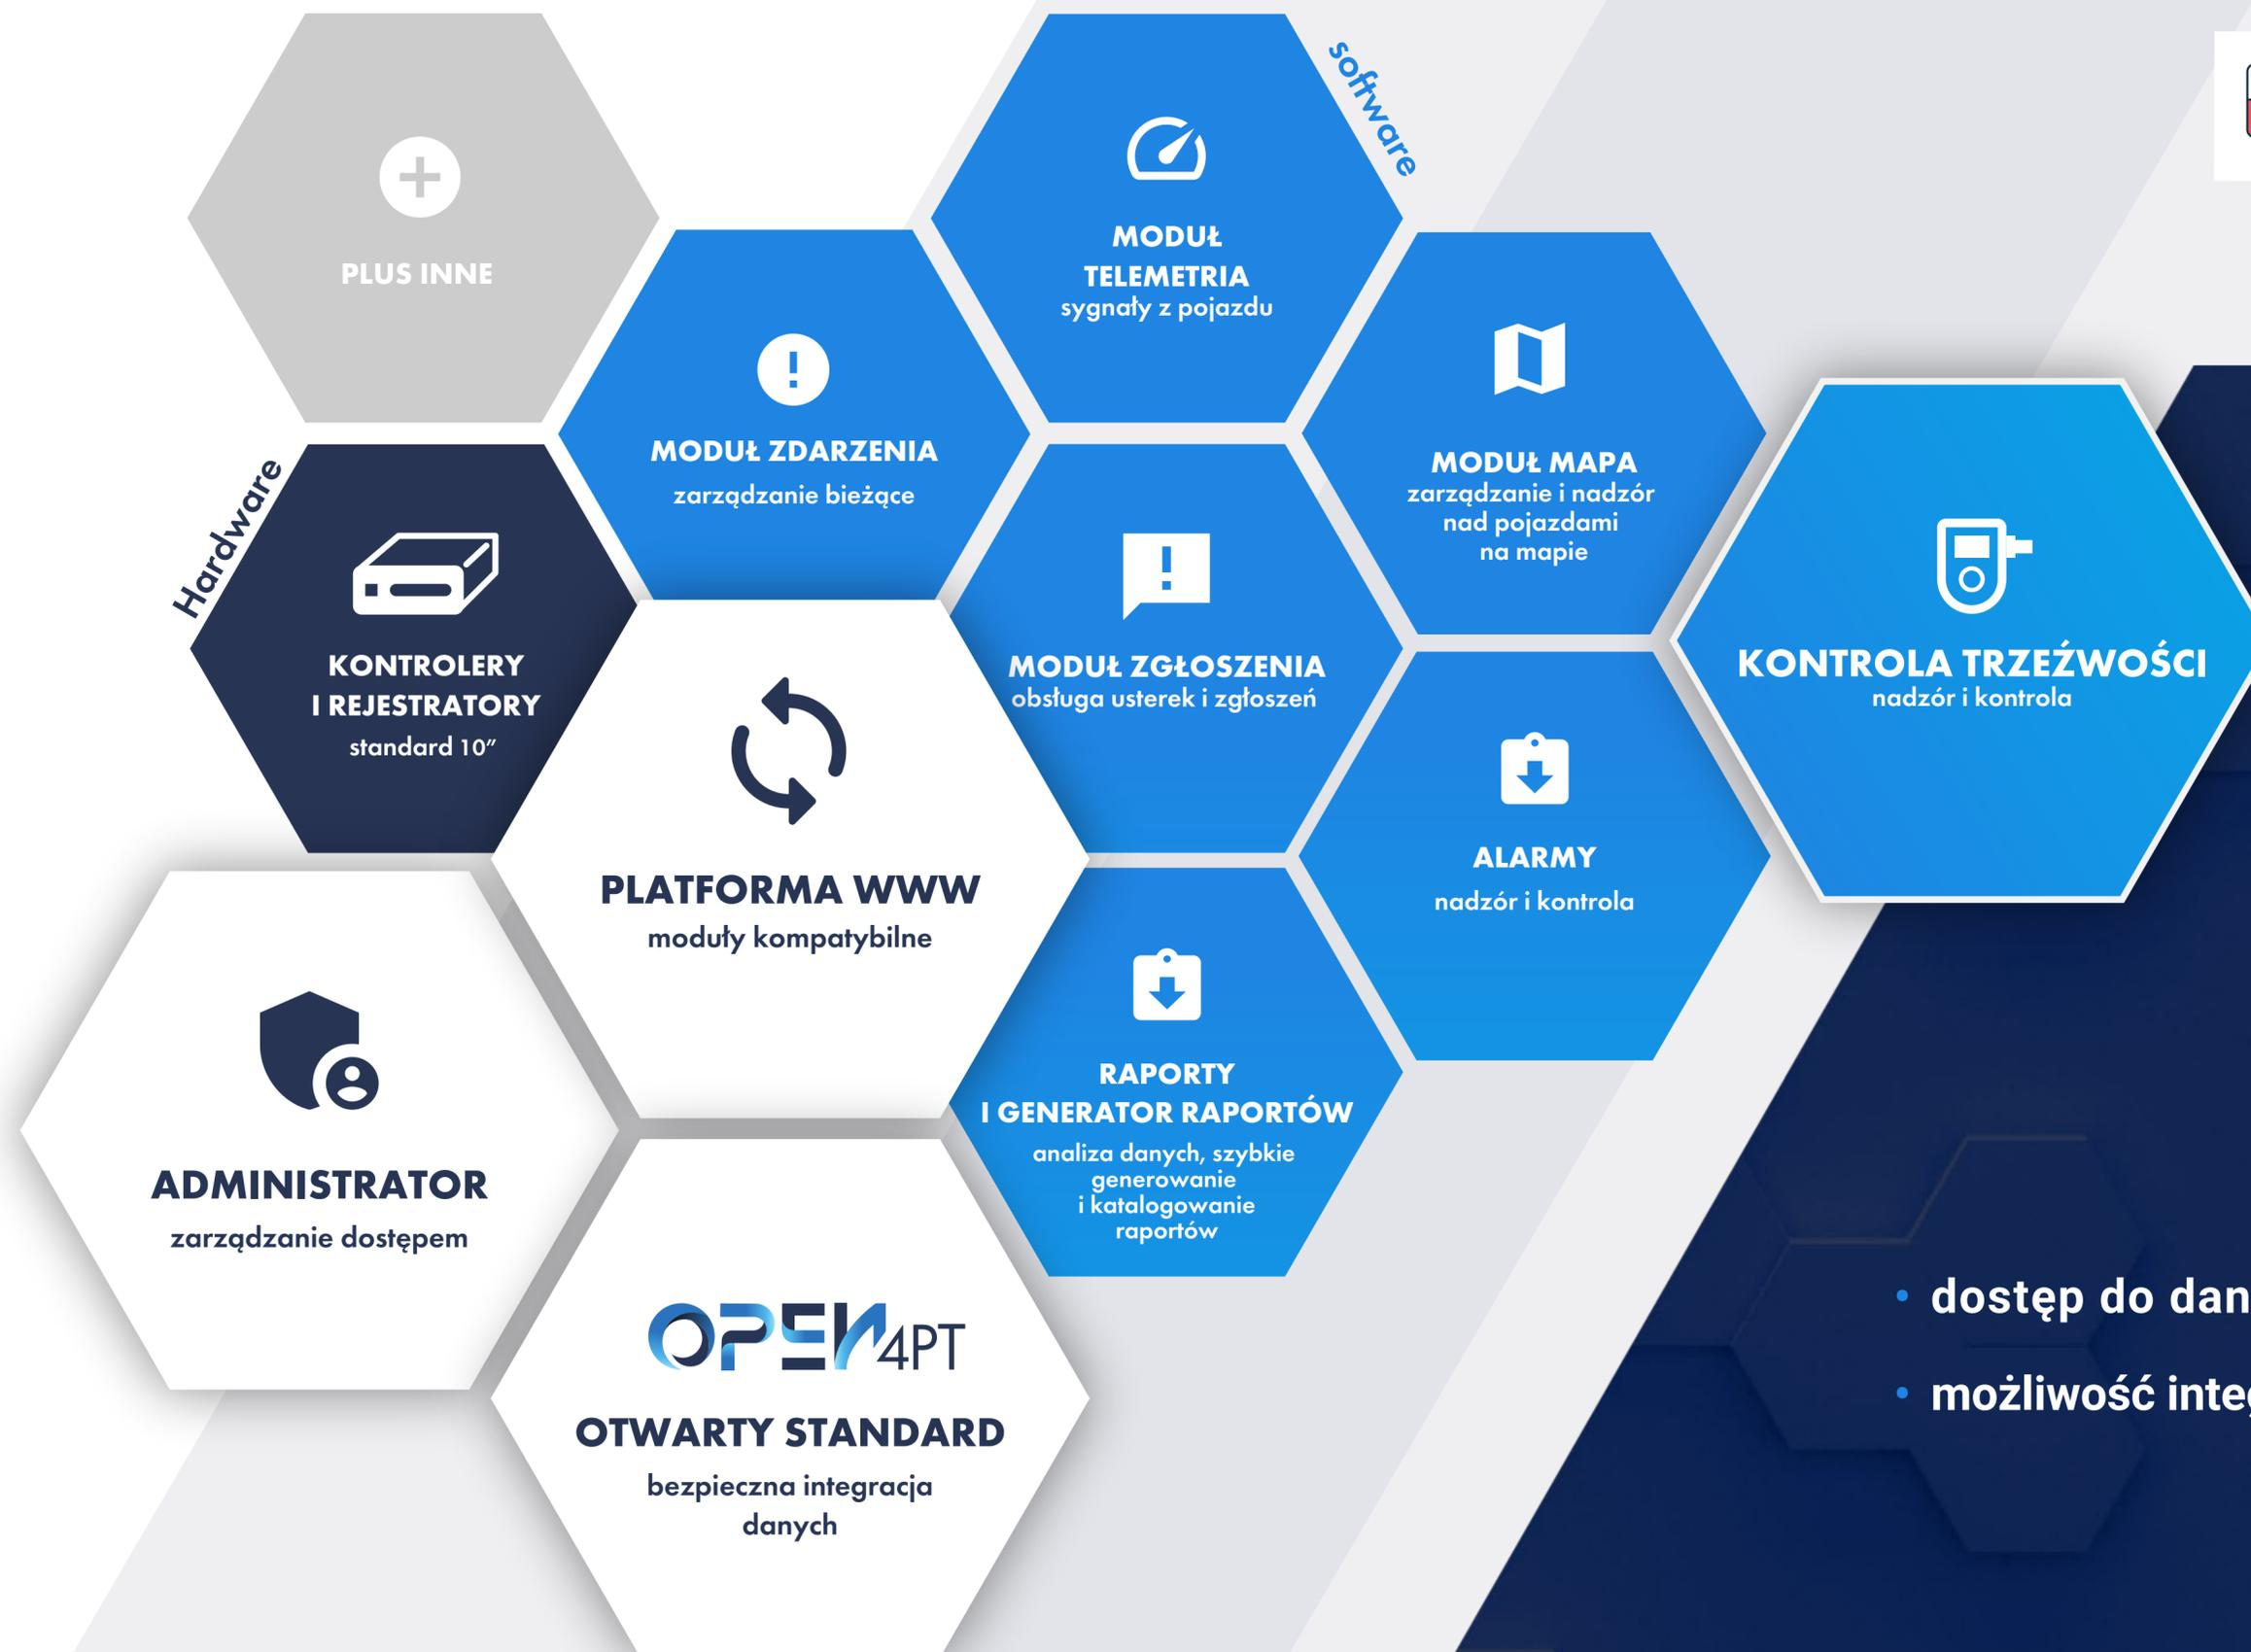 software
MODUŁ
TELEMETRIA
sygnały z pojazdu
PLUS INNE
MODUŁ ZDARZENIA
zarządzanie bieżące
MODUŁ MAPA
zarządzanie i nadzór
nad pojazdami
na mapie
Hardware
KONTROLERY
I REJESTRATORY
standard 10”
MODUŁ ZGŁOSZENIA
obsługa usterek i zgłoszeń
KONTROLA TRZEŹWOŚCI
nadzór i kontrola
PLATFORMA WWW
moduły kompatybilne
ALARMY
nadzór i kontrola
RAPORTY
I GENERATOR RAPORTÓW
analiza danych, szybkie
generowanie
i katalogowanie
raportów
ADMINISTRATOR
zarządzanie dostępem
OPEN4PT
OTWARTY STANDARD
bezpieczna integracja
danych
• dostęp do
• możliwość